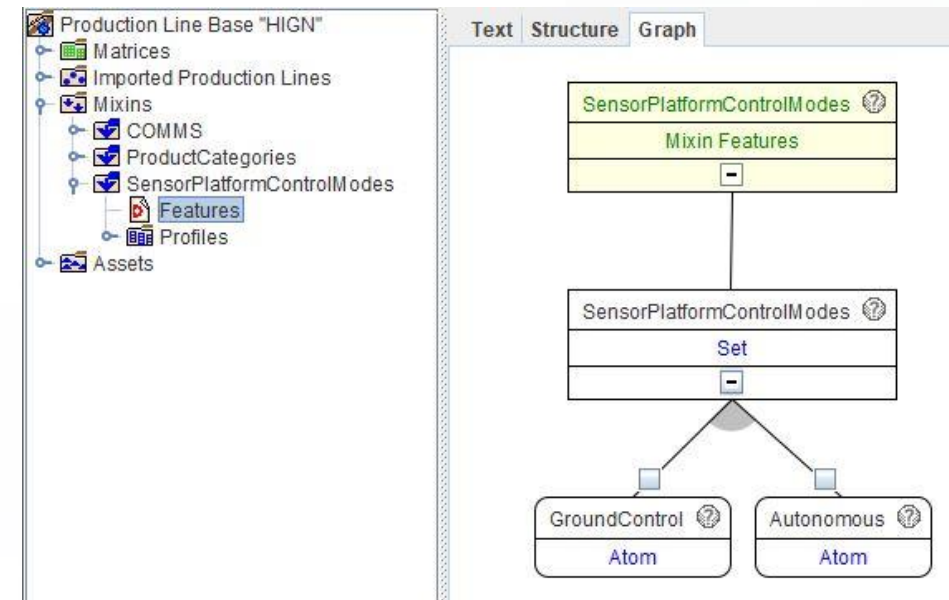 Production Line Base "HIGN"
Matrices
Imported Production Lines
Mixins
COMMS
ProductCategories
SensorPlatformControlModes
Features
Profiles
Assets
Text Structure Graph
SensorPlatformControlModes
Mixin Features
SensorPlatformControlModes
Set
GroundControl
Atom
Autonomous
Atom